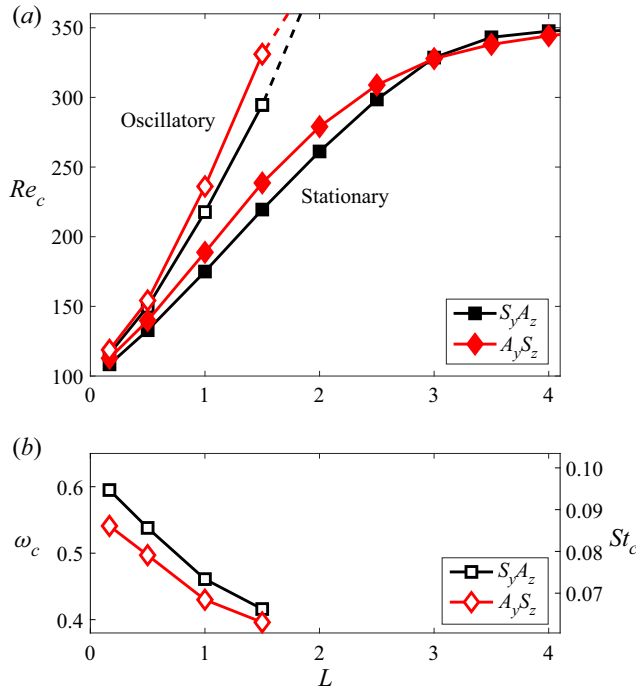 (a)
350
300
250
200
150
100
Re_c
Oscillatory
Stationary
S_yA_z
A_yS_z
0 1 2 3 4
(b)
0.6
0.5
0.4
ω_c
0.10
0.09
0.08
0.07
St_c
S_yA_z
A_yS_z
0 1 2 3 4
L